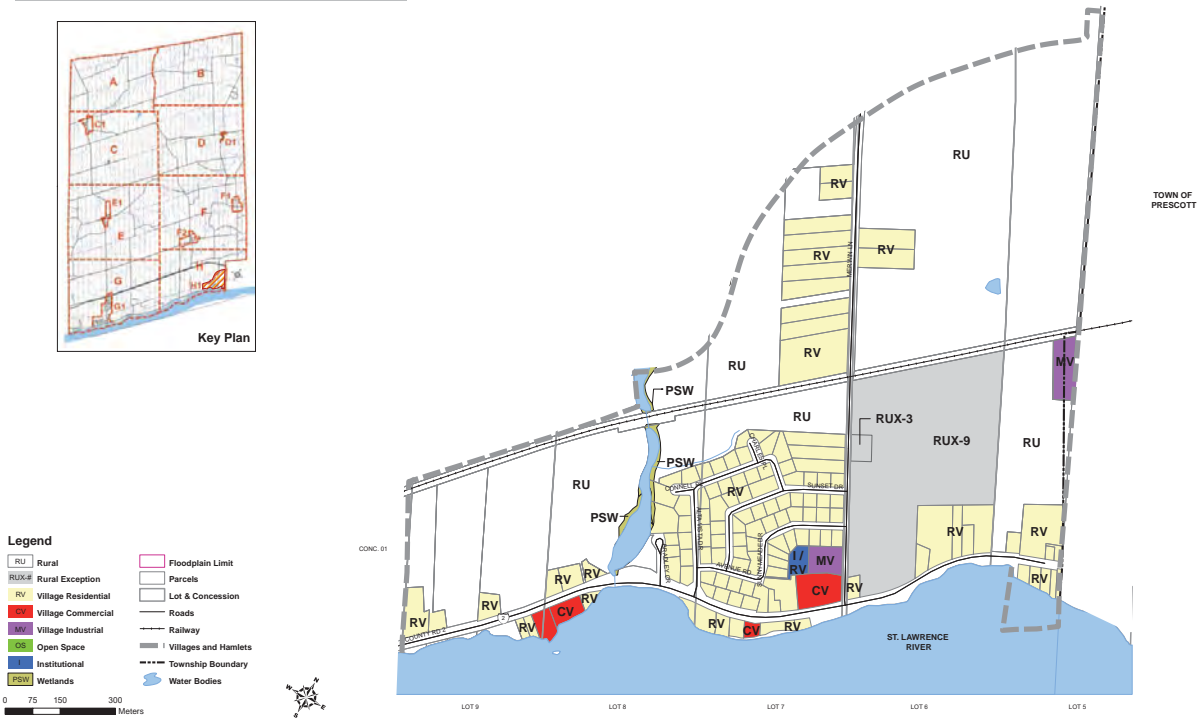 A
B
C1
C
D
D1
E1
F1
F
E
F2
G
H
H1
G1
Key Plan
TOWN OF
PRESCOTT
RU
RV
RV
RV
RV
RU
MV
PSW
RU
RUX-3
RUX-9
RU
PSW
RU
PSW
RV
SUNSET DR
AVENUE RD
I /
RV
MV
CV
RV
RV
RV
RV
RV
RV
RV
RV
CV
RV
RV
CV
RV
RV
COUNTY RD 2
2
CONC. 01
ST. LAWRENCE
RIVER
Legend
RU Rural
RUX-# Rural Exception
RV Village Residential
CV Village Commercial
MV Village Industrial
OS Open Space
I Institutional
PSW Wetlands
Floodplain Limit
Parcels
Lot & Concession
Roads
Railway
Villages and Hamlets
Township Boundary
Water Bodies
0 75 150 300
Meters
N
E
S
W
LOT 9
LOT 8
LOT 7
LOT 6
LOT 5